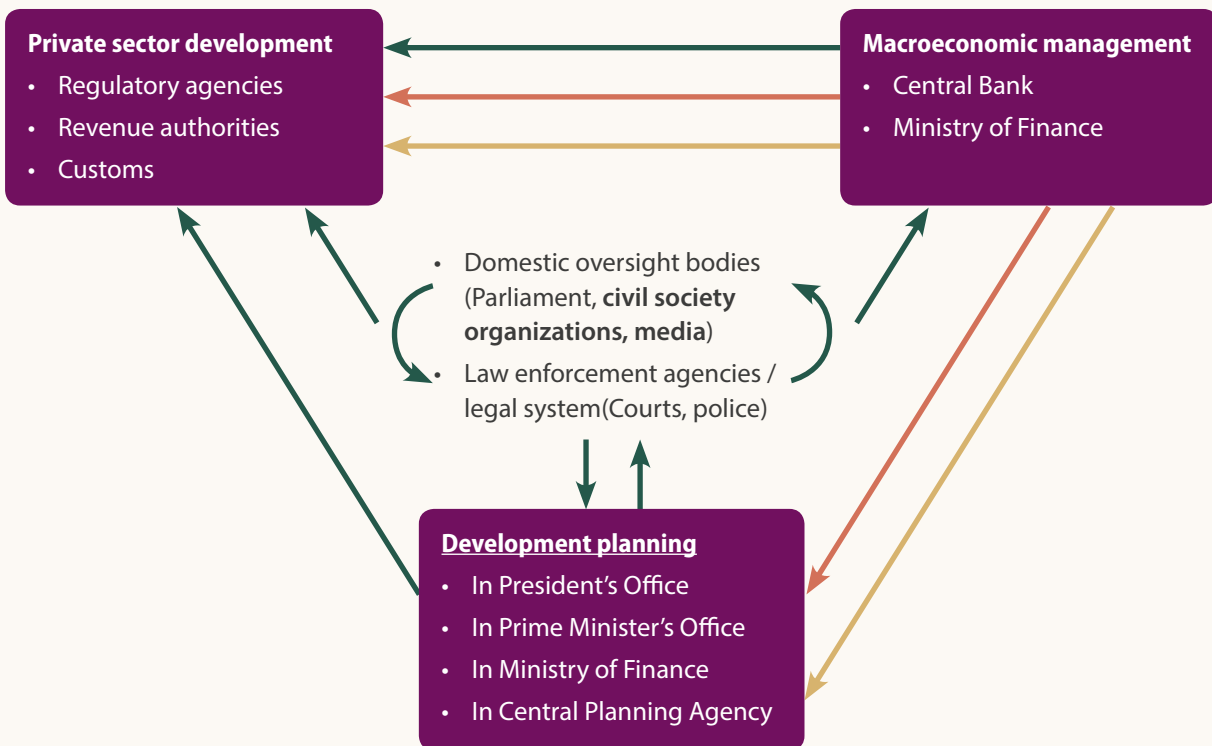 Private sector development
• Regulatory agencies
• Revenue authorities
• Customs
Macroeconomic management
• Central Bank
• Ministry of Finance
• Domestic oversight bodies
(Parliament, civil society
organizations, media)
• Law enforcement agencies /
legal system(Courts, police)
Development planning
• In President’s Office
• In Prime Minister’s Office
• In Ministry of Finance
• In Central Planning Agency